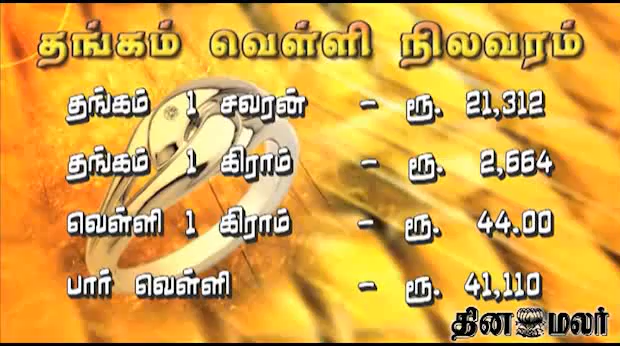 தங்கம் வெள்ளி நிலவரம்
தங்கம் 1 சவரன் - ரூ. 21,312
தங்கம் 1 கிராம் - ரூ. 2,664
வெள்ளி 1 கிராம் - ரூ. 44.00
பார் வெள்ளி - ரூ. 41,110
தினமலர்